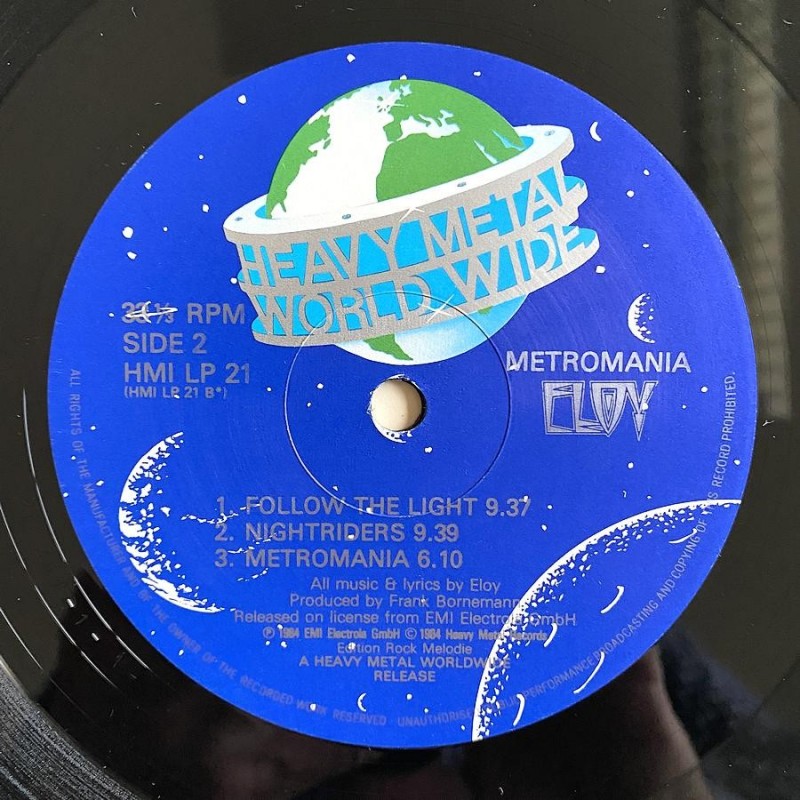 HEAVY METAL
WORLD WIDE
33⅓ RPM
SIDE 2
HMI LP 21
(HMI LP 21 B*)
METROMANIA
ELOY
1. FOLLOW THE LIGHT 9.37
2. NIGHTRIDERS 9.39
3. METROMANIA 6.10
All music & lyrics by Eloy
Produced by Frank Bornemann
Released on license from EMI Electrola GmbH
℗ 1984 EMI Electrola GmbH © 1984 Heavy Metal Records
Edition Rock Melodie
A HEAVY METAL WORLDWIDE
RELEASE
ALL RIGHTS OF THE MANUFACTURER AND OF THE OWNER OF THE RECORDED WORK RESERVED · UNAUTHORISED PUBLIC PERFORMANCE BROADCASTING AND COPYING OF THIS RECORD PROHIBITED.